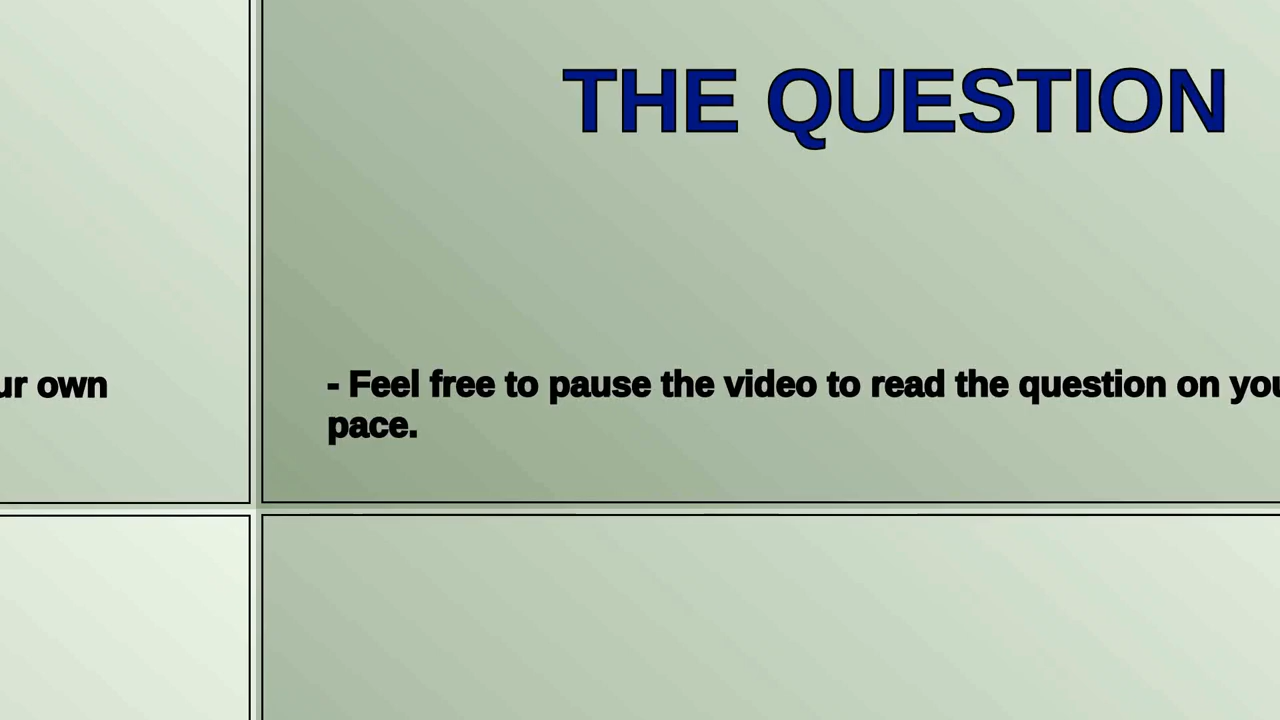 THE QUESTION
ur own
- Feel free to pause the video to read the question on you
pace.